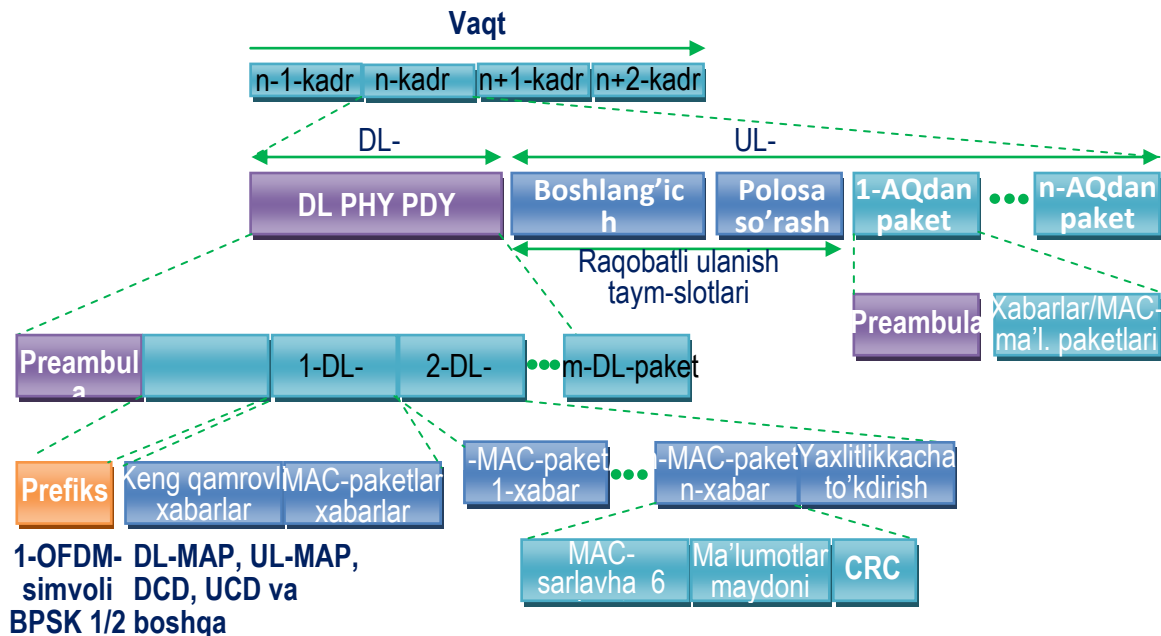 Vaqt
n-1-kadr n-kadr n+1-kadr n+2-kadr
DL- UL-
DL PHY PDY
Boshlang'ic
h
Polosa
so'rash
1-AQdan
paket
n-AQdan
paket
Raqobatli ulanish
taym-slotlari
Preambula
Xabarlar/MAC-
ma'l. paketlari
Preambul
a
1-DL- 2-DL- m-DL-paket
Prefiks
Keng qamrovli
xabarlar
MAC-paketlar
xabarlar
-MAC-paket
1-xabar
-MAC-paket
n-xabar
Yaxlitlikkacha
to'kdirish
1-OFDM-
simvoli
BPSK 1/2
DL-MAP, UL-MAP,
DCD, UCD va
boshqa
MAC-
sarlavha 6
Ma'lumotlar
maydoni
CRC